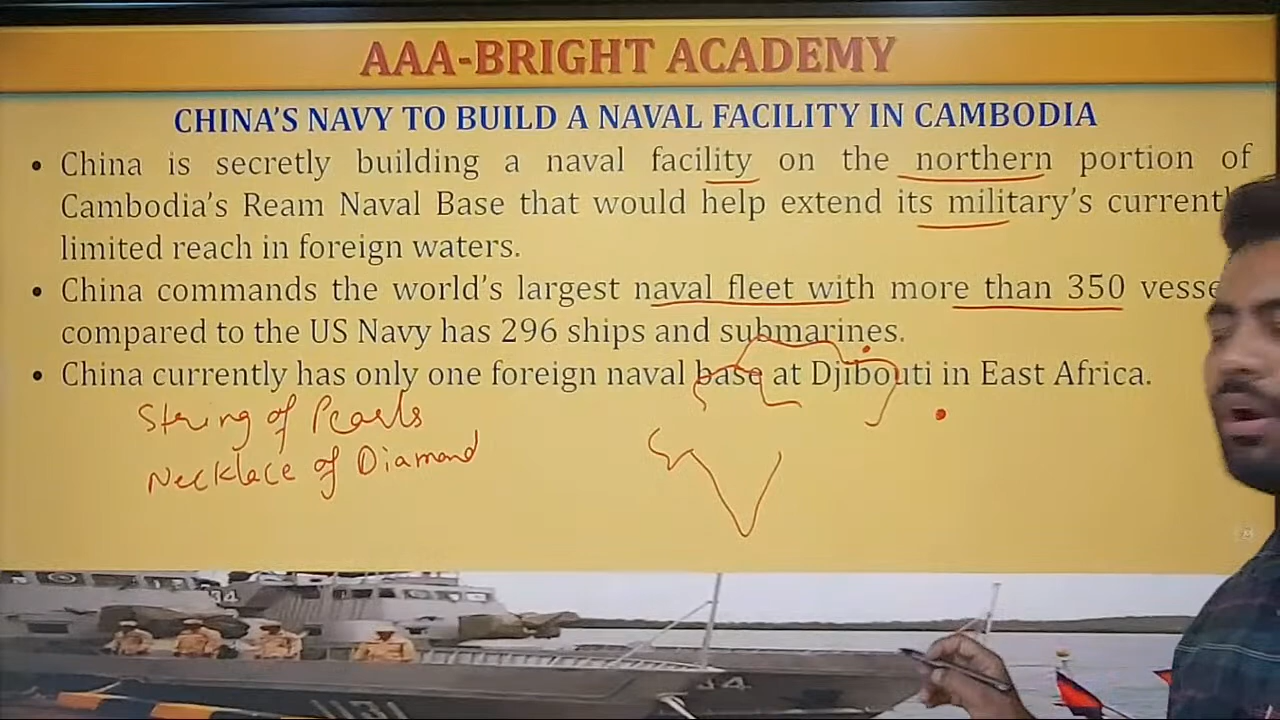 AAA-BRIGHT ACADEMY
CHINA'S NAVY TO BUILD A NAVAL FACILITY IN CAMBODIA
• China is secretly building a naval facility on the northern portion of
Cambodia's Ream Naval Base that would help extend its military's current
limited reach in foreign waters.
• China commands the world's largest naval fleet with more than 350 vesse
compared to the US Navy has 296 ships and submarines.
• China currently has only one foreign naval base at Djibouti in East Africa.
String of Pearls
Necklace of Diamond
34
1131